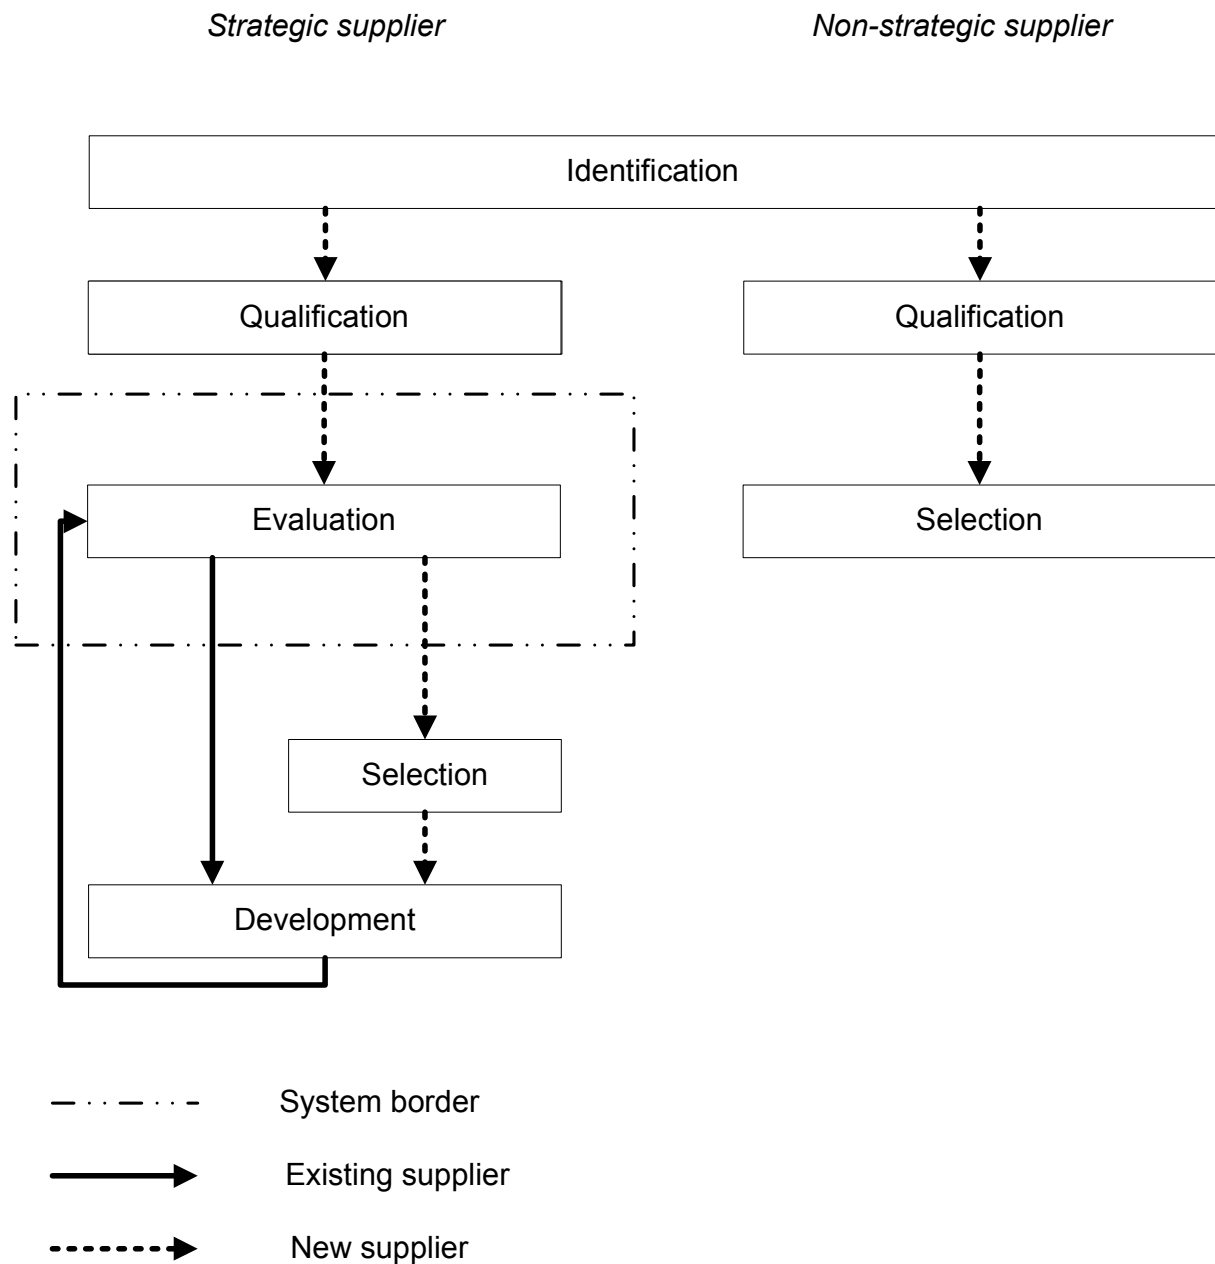 Strategic supplier
Non-strategic supplier
Identification
Qualification
Qualification
Evaluation
Selection
Selection
Development
System border
Existing supplier
New supplier